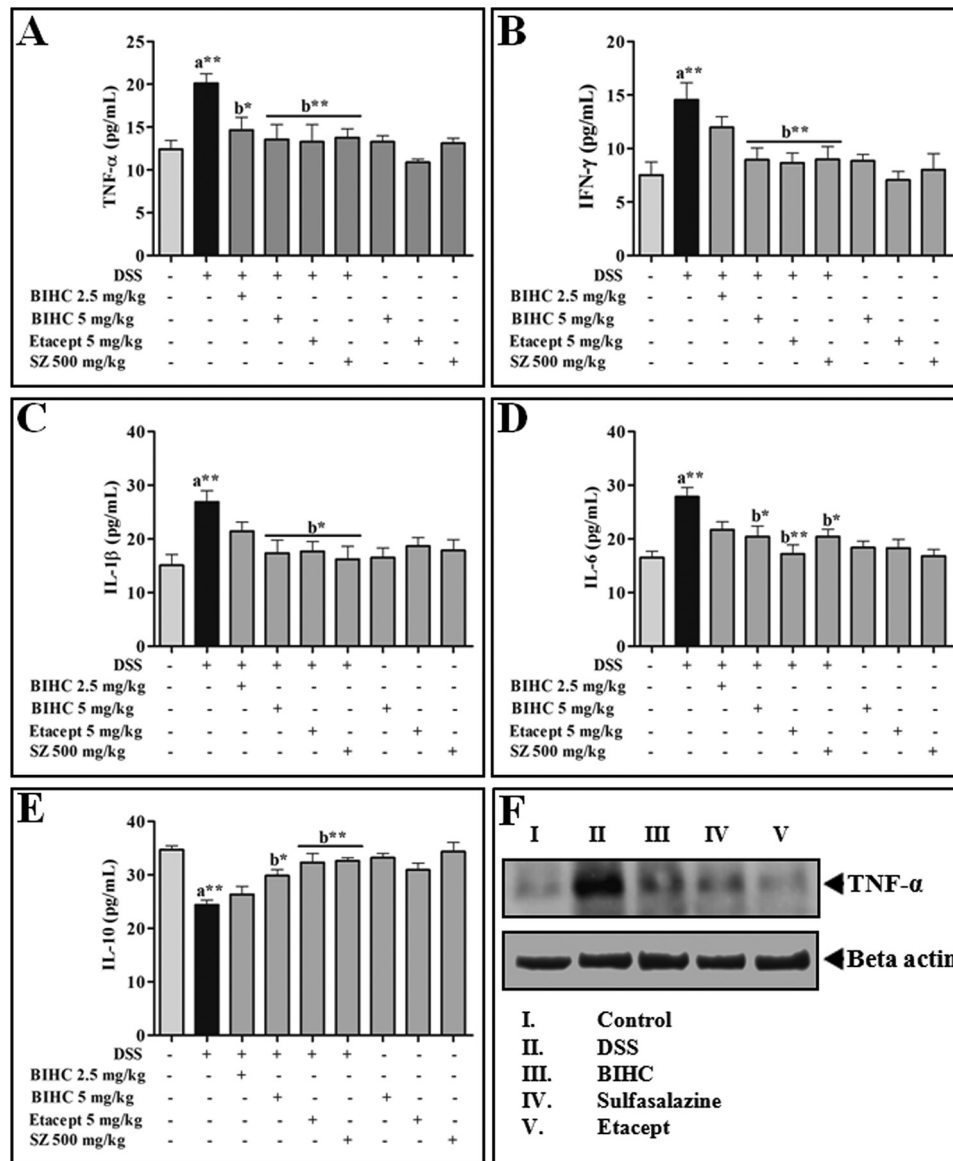 A
TNF-α (pg/mL)
25
20
15
10
5
0
a**
b*
b**
DSS - + + + + + - - -
BIHC 2.5 mg/kg - - + - - - - - -
BIHC 5 mg/kg - - - + - - + - -
Etacept 5 mg/kg - - - - + - - + -
SZ 500 mg/kg - - - - - + - - +
B
IFN-γ (pg/mL)
20
15
10
5
0
a**
b**
DSS - + + + + + - - -
BIHC 2.5 mg/kg - - + - - - - - -
BIHC 5 mg/kg - - - + - - + - -
Etacept 5 mg/kg - - - - + - - + -
SZ 500 mg/kg - - - - - + - - +
C
IL-1β (pg/mL)
40
30
20
10
0
a**
b*
DSS - + + + + + - - -
BIHC 2.5 mg/kg - - + - - - - - -
BIHC 5 mg/kg - - - + - - + - -
Etacept 5 mg/kg - - - - + - - + -
SZ 500 mg/kg - - - - - + - - +
D
IL-6 (pg/mL)
40
30
20
10
0
a**
b*
b**
b*
DSS - + + + + + - - -
BIHC 2.5 mg/kg - - + - - - - - -
BIHC 5 mg/kg - - - + - - + - -
Etacept 5 mg/kg - - - - + - - + -
SZ 500 mg/kg - - - - - + - - +
E
IL-10 (pg/mL)
40
30
20
10
0
a**
b*
b**
DSS - + + + + + - - -
BIHC 2.5 mg/kg - - + - - - - - -
BIHC 5 mg/kg - - - + - - + - -
Etacept 5 mg/kg - - - - + - - + -
SZ 500 mg/kg - - - - - + - - +
F
I II III IV V
TNF-α
Beta actin
I. Control
II. DSS
III. BIHC
IV. Sulfasalazine
V. Etacept